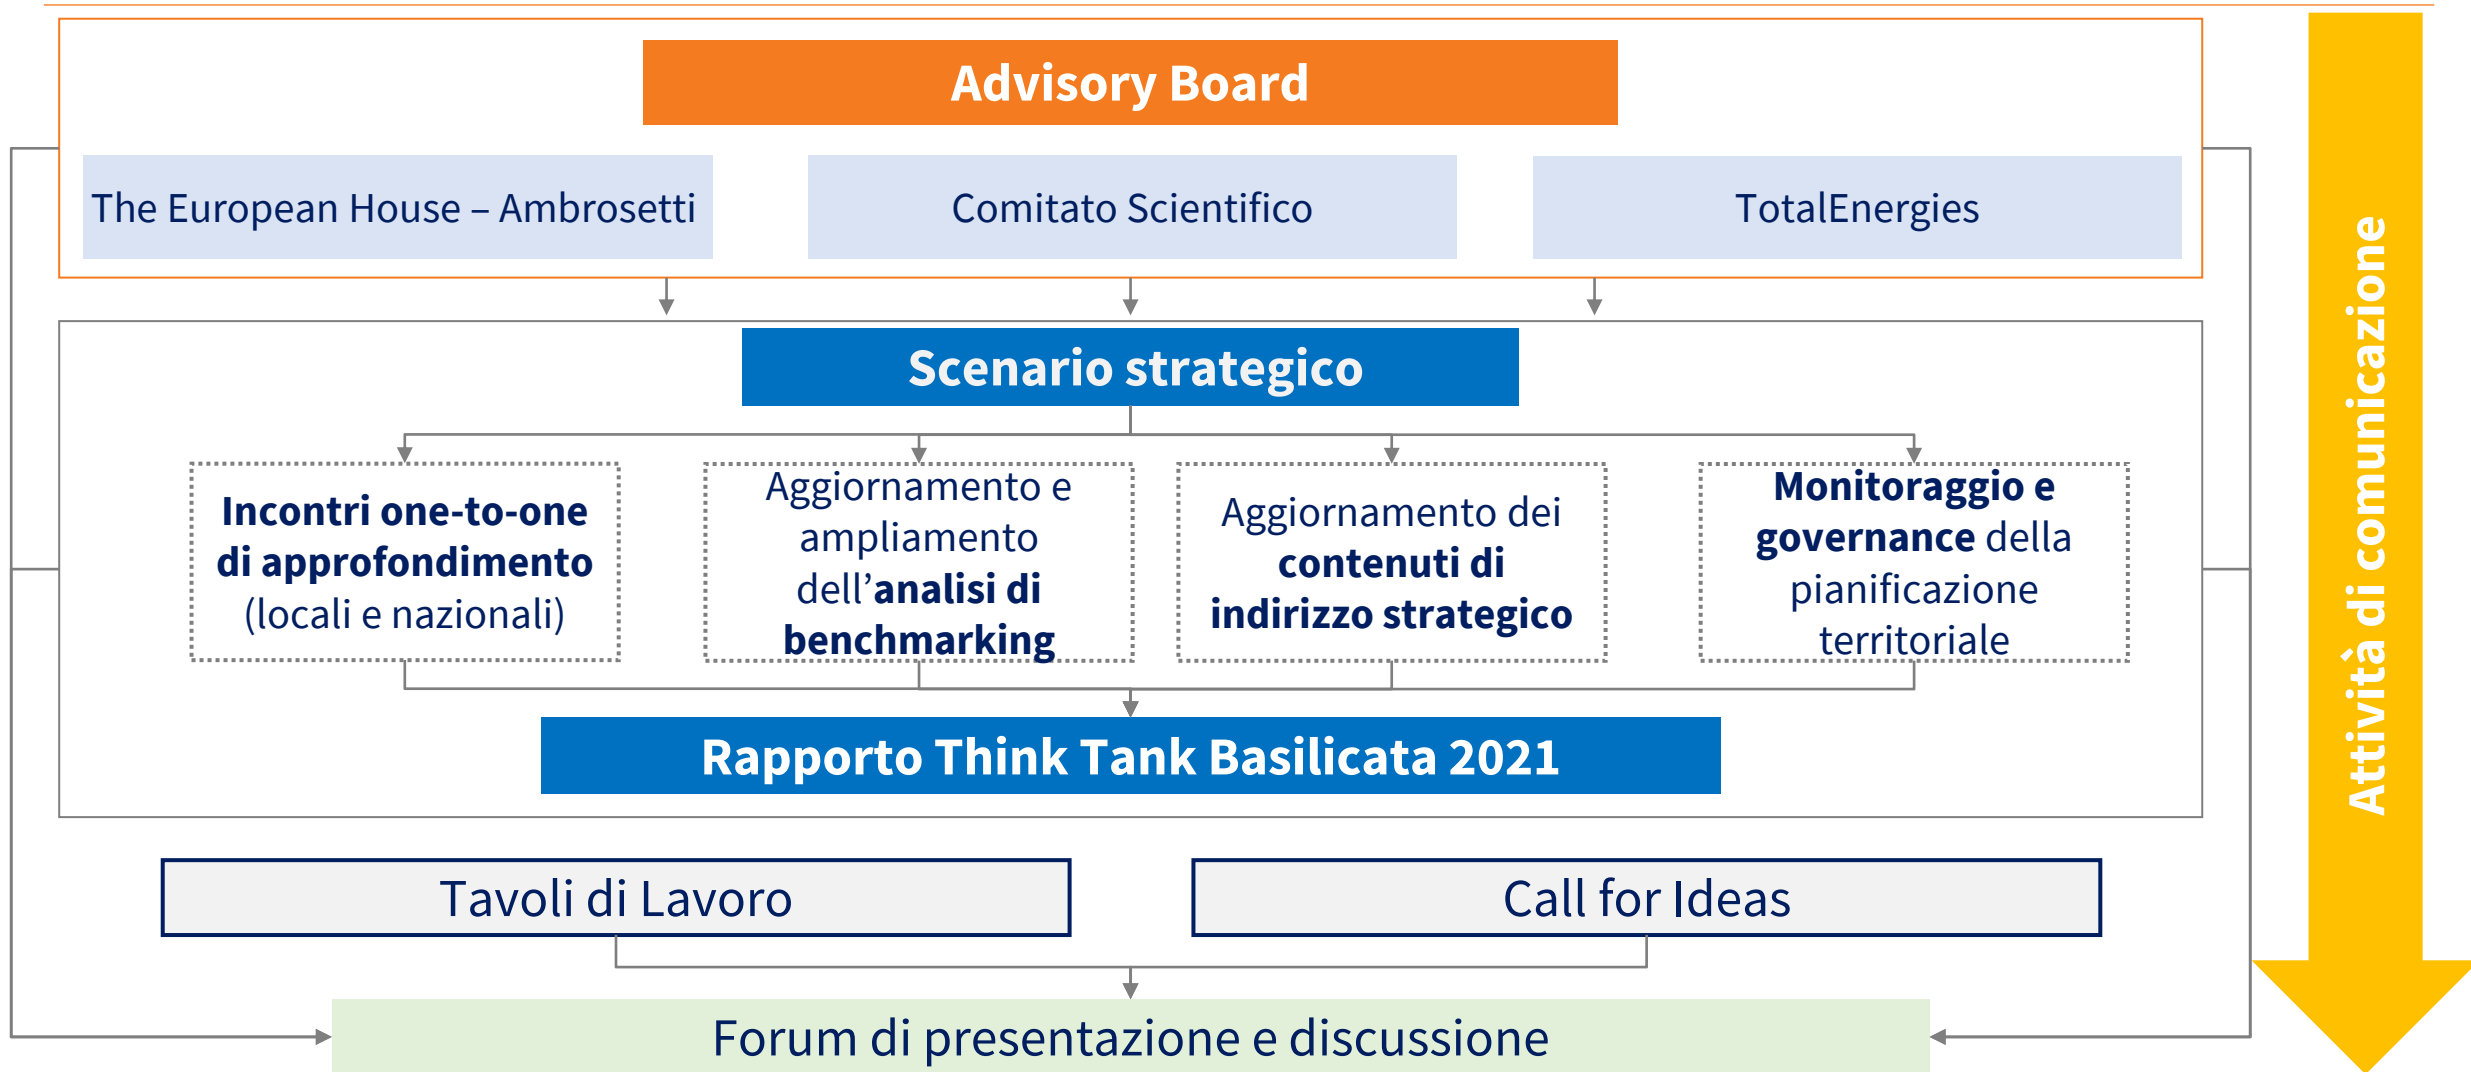 Advisory Board
The European House – Ambrosetti
Comitato Scientifico
TotalEnergies
Scenario strategico
Incontri one-to-one
di approfondimento
(locali e nazionali)
Aggiornamento e
ampliamento
dell’analisi di
benchmarking
Aggiornamento dei
contenuti di
indirizzo strategico
Monitoraggio e
governance della
pianificazione
territoriale
Rapporto Think Tank Basilicata 2021
Tavoli di Lavoro
Call for Ideas
Forum di presentazione e discussione
Attività di comunicazione